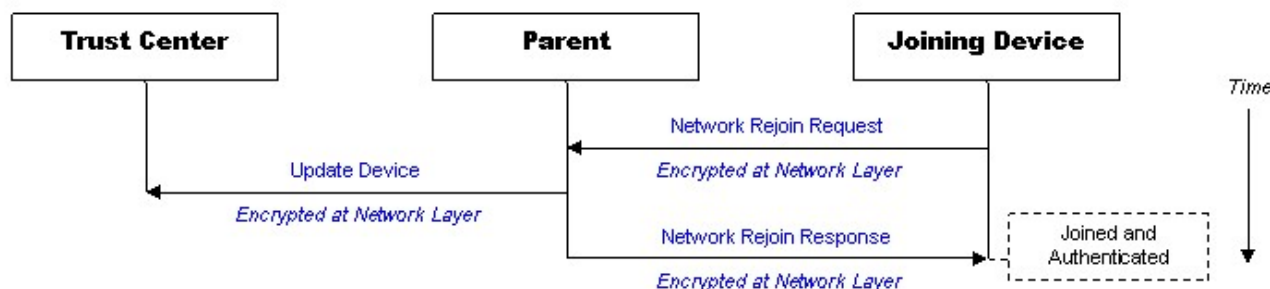 Trust Center
Parent
Joining Device
Time
Network Rejoin Request
Encrypted at Network Layer
Update Device
Encrypted at Network Layer
Network Rejoin Response
Encrypted at Network Layer
Joined and
Authenticated